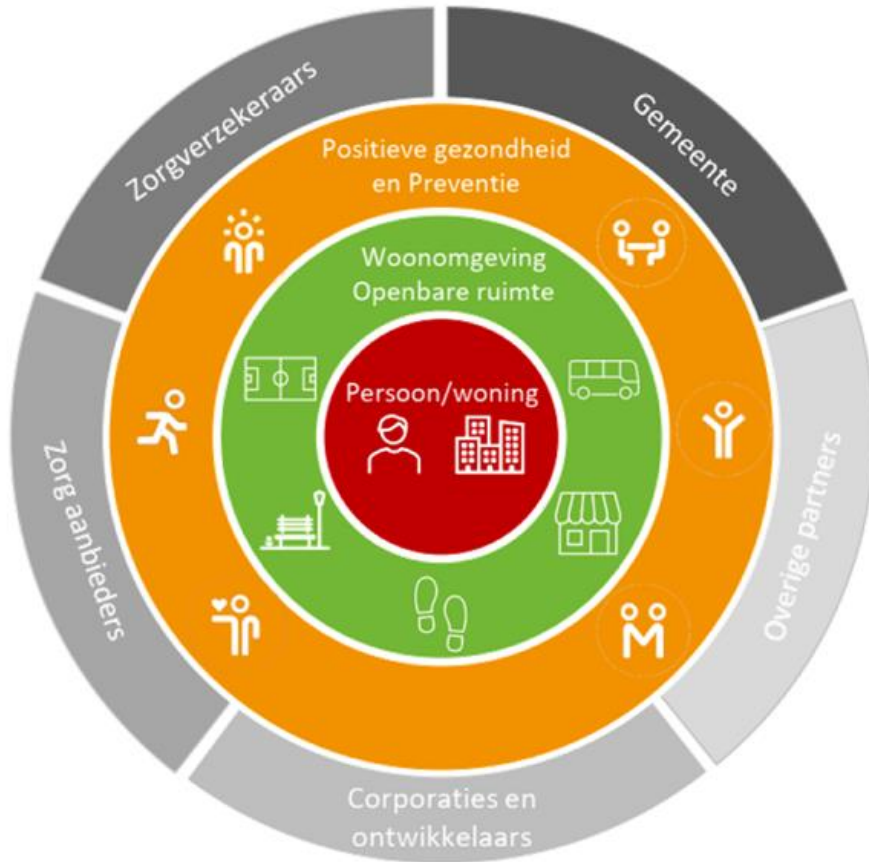 Zorgverzekeraars
Gemeente
Positieve gezondheid
en Preventie
Woonomgeving
Openbare ruimte
Persoon/woning
Zorg aanbieders
Overige partners
Corporaties en
ontwikkelaars